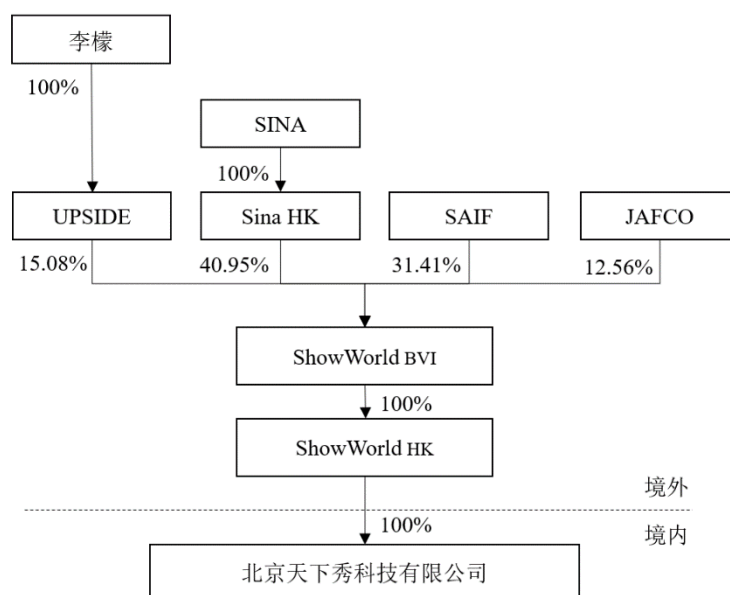 李檬
100%
SINA
100%
UPSIDE
Sina HK
SAIF
JAFCO
15.08%
40.95%
31.41%
12.56%
ShowWorld BVI
100%
ShowWorld HK
境外
100%
境内
北京天下秀科技有限公司